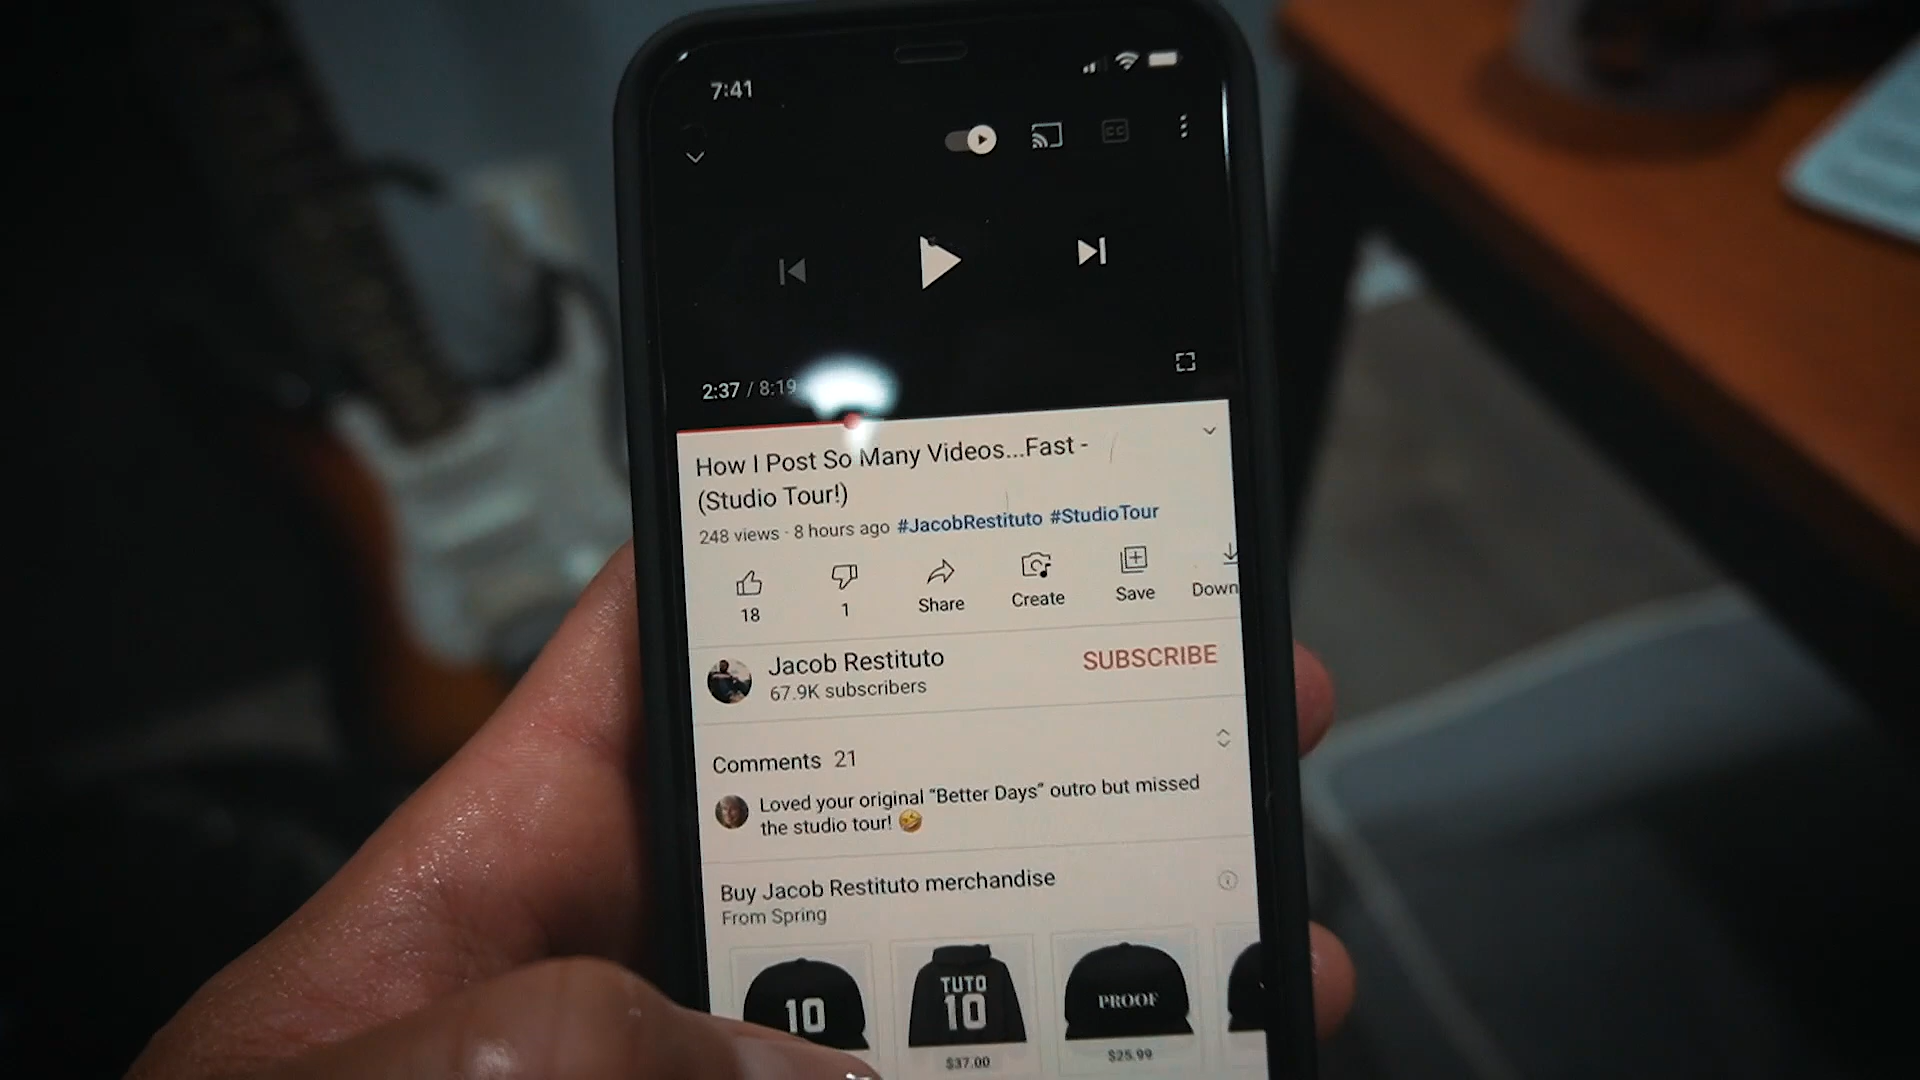 7:41
CC
2:37 / 8:19
How I Post So Many Videos...Fast -
(Studio Tour!)
248 views · 8 hours ago #JacobRestituto #StudioTour
18
1
Share
Create
Save
Down
Jacob Restituto
67.9K subscribers
SUBSCRIBE
Comments 21
Loved your original “Better Days” outro but missed
the studio tour! 🤣
Buy Jacob Restituto merchandise
From Spring
10
TUTO
10
PROOF
$37.00
$25.99